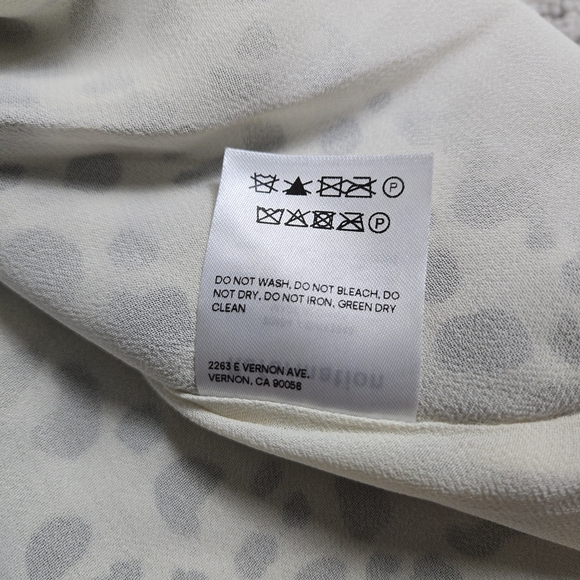 P
P
DO NOT WASH, DO NOT BLEACH, DO
NOT DRY, DO NOT IRON, GREEN DRY
CLEAN
2263 E VERNON AVE.
VERNON, CA 90058